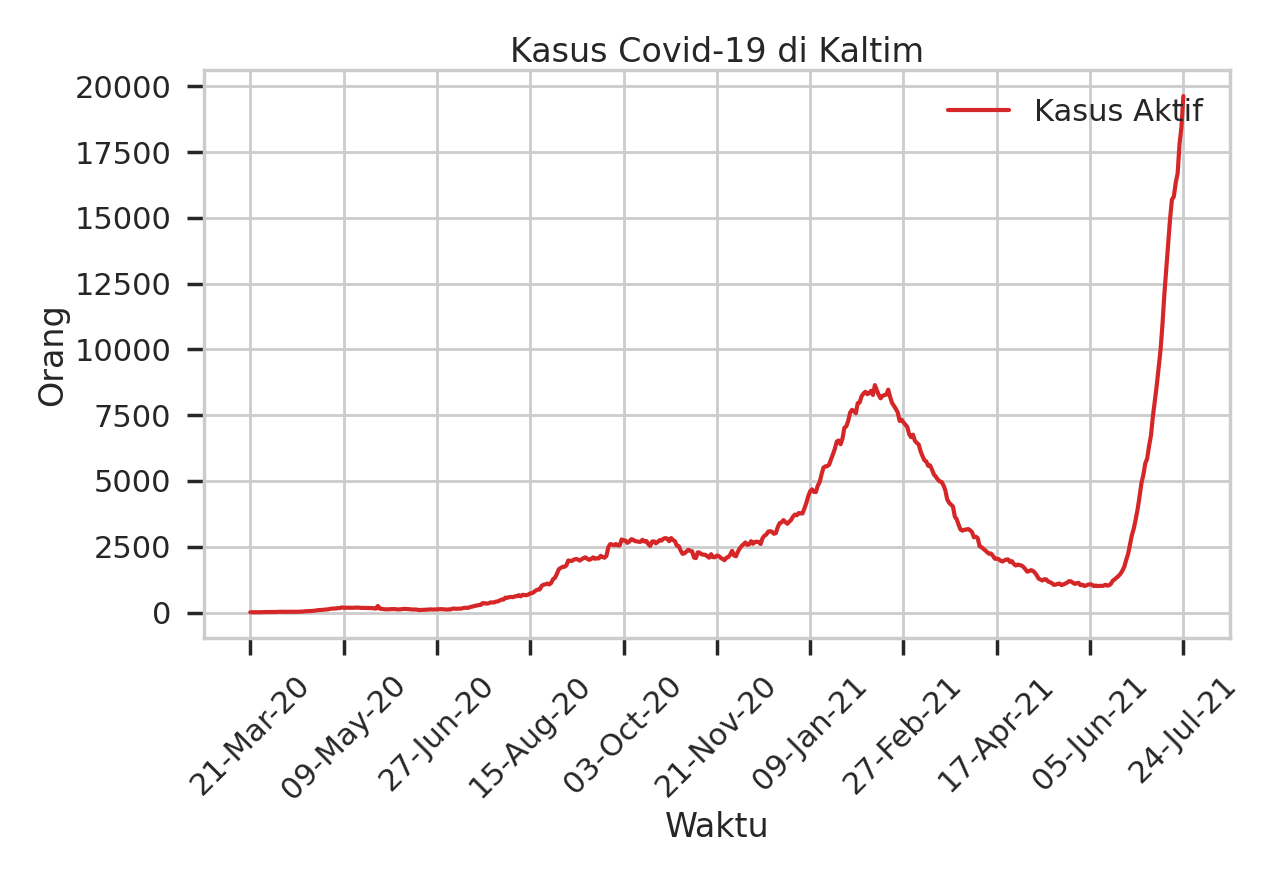 Kasus Covid-19 di Kaltim
Kasus Aktif
20000
17500
15000
12500
10000
7500
5000
2500
0
Orang
21-Mar-20
09-May-20
27-Jun-20
15-Aug-20
03-Oct-20
21-Nov-20
09-Jan-21
27-Feb-21
17-Apr-21
05-Jun-21
24-Jul-21
Waktu